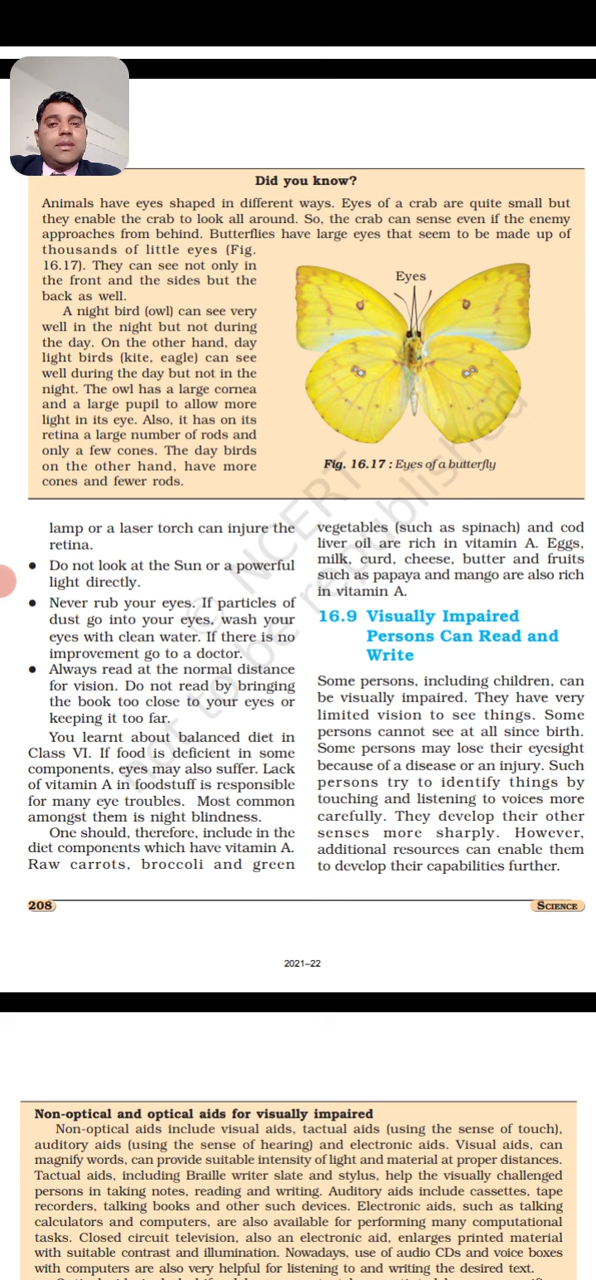 Did you know?
Animals have eyes shaped in different ways. Eyes of a crab are quite small but
they enable the crab to look all around. So, the crab can sense even if the enemy
approaches from behind. Butterflies have large eyes that seem to be made up of
thousands of little eyes (Fig.
16.17). They can see not only in
the front and the sides but the
back as well.
A night bird (owl) can see very
well in the night but not during
the day. On the other hand, day
light birds (kite, eagle) can see
well during the day but not in the
night. The owl has a large cornea
and a large pupil to allow more
light in its eye. Also, it has on its
retina a large number of rods and
only a few cones. The day birds
on the other hand, have more
cones and fewer rods.
Eyes
Fig. 16.17 : Eyes of a butterfly
lamp or a laser torch can injure the
retina.
• Do not look at the Sun or a powerful
light directly.
• Never rub your eyes. If particles of
dust go into your eyes, wash your
eyes with clean water. If there is no
improvement go to a doctor.
• Always read at the normal distance
for vision. Do not read by bringing
the book too close to your eyes or
keeping it too far.
You learnt about balanced diet in
Class VI. If food is deficient in some
components, eyes may also suffer. Lack
of vitamin A in foodstuff is responsible
for many eye troubles. Most common
amongst them is night blindness.
One should, therefore, include in the
diet components which have vitamin A.
Raw carrots, broccoli and green
vegetables (such as spinach) and cod
liver oil are rich in vitamin A. Eggs,
milk, curd, cheese, butter and fruits
such as papaya and mango are also rich
in vitamin A.
16.9 Visually Impaired
Persons Can Read and
Write
Some persons, including children, can
be visually impaired. They have very
limited vision to see things. Some
persons cannot see at all since birth.
Some persons may lose their eyesight
because of a disease or an injury. Such
persons try to identify things by
touching and listening to voices more
carefully. They develop their other
senses more sharply. However,
additional resources can enable them
to develop their capabilities further.
© NCERT
not to be republished
208
SCIENCE
2021–22
Non-optical and optical aids for visually impaired
Non-optical aids include visual aids, tactual aids (using the sense of touch),
auditory aids (using the sense of hearing) and electronic aids. Visual aids, can
magnify words, can provide suitable intensity of light and material at proper distances.
Tactual aids, including Braille writer slate and stylus, help the visually challenged
persons in taking notes, reading and writing. Auditory aids include cassettes, tape
recorders, talking books and other such devices. Electronic aids, such as talking
calculators and computers, are also available for performing many computational
tasks. Closed circuit television, also an electronic aid, enlarges printed material
with suitable contrast and illumination. Nowadays, use of audio CDs and voice boxes
with computers are also very helpful for listening to and writing the desired text.